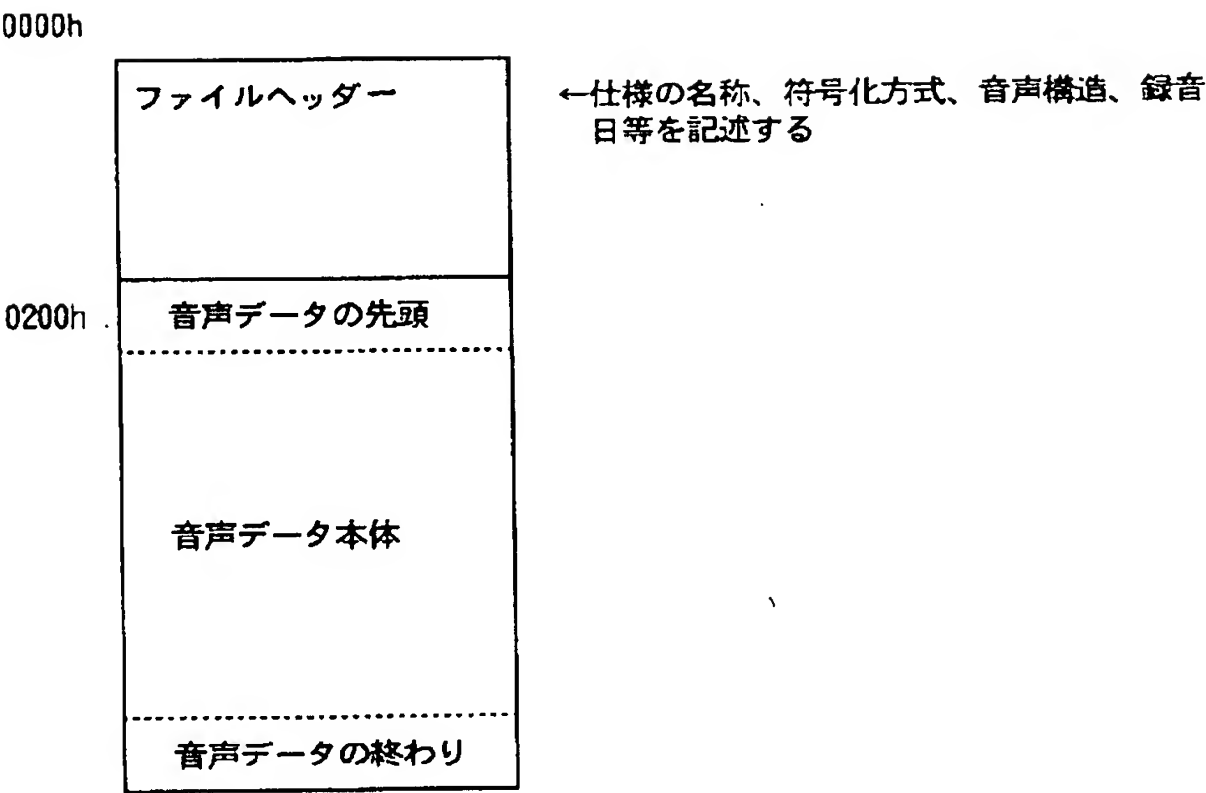 0000h
ファイルヘッダー
←仕様の名称、符号化方式、音声構造、録音
日等を記述する
0200h
音声データの先頭
音声データ本体
音声データの終わり